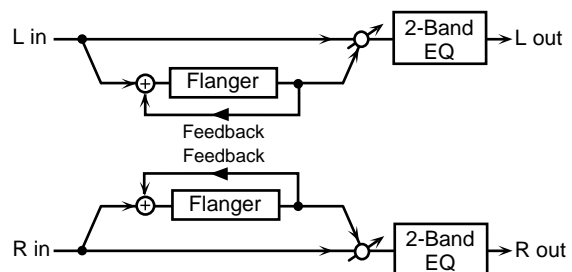 L in
Flanger
Feedback
2-Band
EQ
L out
Feedback
Flanger
R in
2-Band
EQ
R out